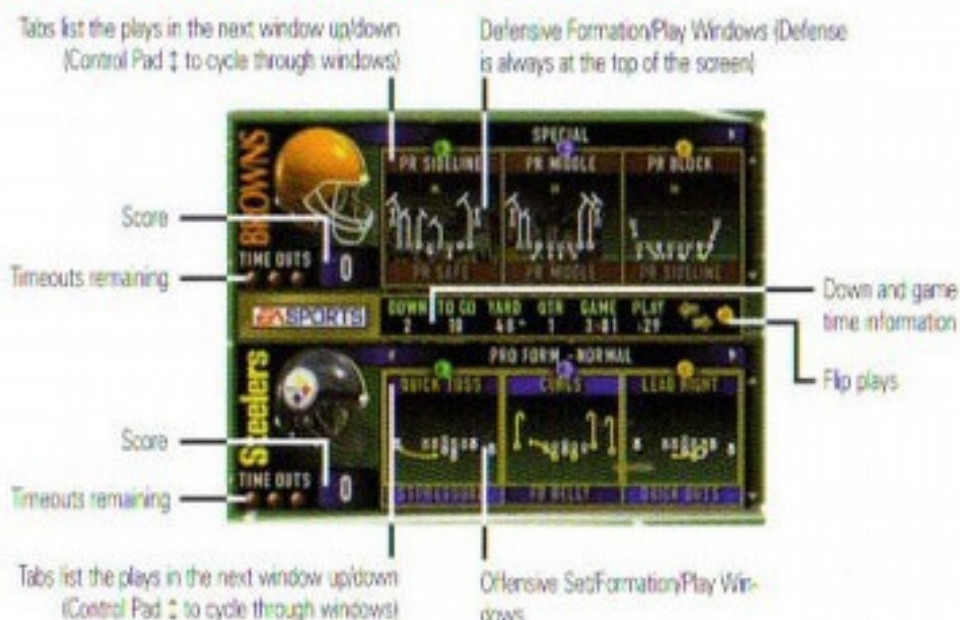 Tabs list the plays in the next window up/down
(Control Pad ↕ to cycle through windows)
Defensive Formation/Play Windows (Defense
is always at the top of the screen)
BROWNS
SPECIAL
PR SIDELINE PR MIDDLE PR BLOCK
Score
TIME OUTS 0
Timeouts remaining
PR SAFE PR MIDDLE PR SIDELINE
EA SPORTS
DOWN TO GO YARD QTR GAME PLAY
2 10 1 :29
Down and game
time information
Flip plays
Steelers
PRO FORM - NORMAL
QUICK TOSS CURLS LEAD RIGHT
Steelers
Score
TIME OUTS 0
Timeouts remaining
QUICK OUTS
Tabs list the plays in the next window up/down
(Control Pad ↕ to cycle through windows)
Offensive Set/Formation/Play Win-
dows